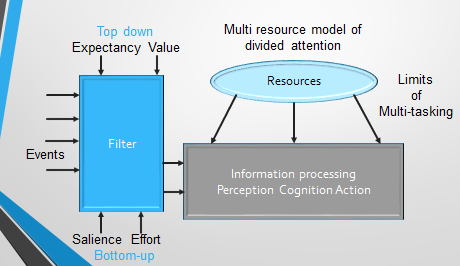 Top down
Expectancy Value
Multi resource model of
divided attention
Resources
Limits
of
Multi-tasking
Events
Filter
Information processing
Perception Cognition Action
Salience Effort
Bottom-up